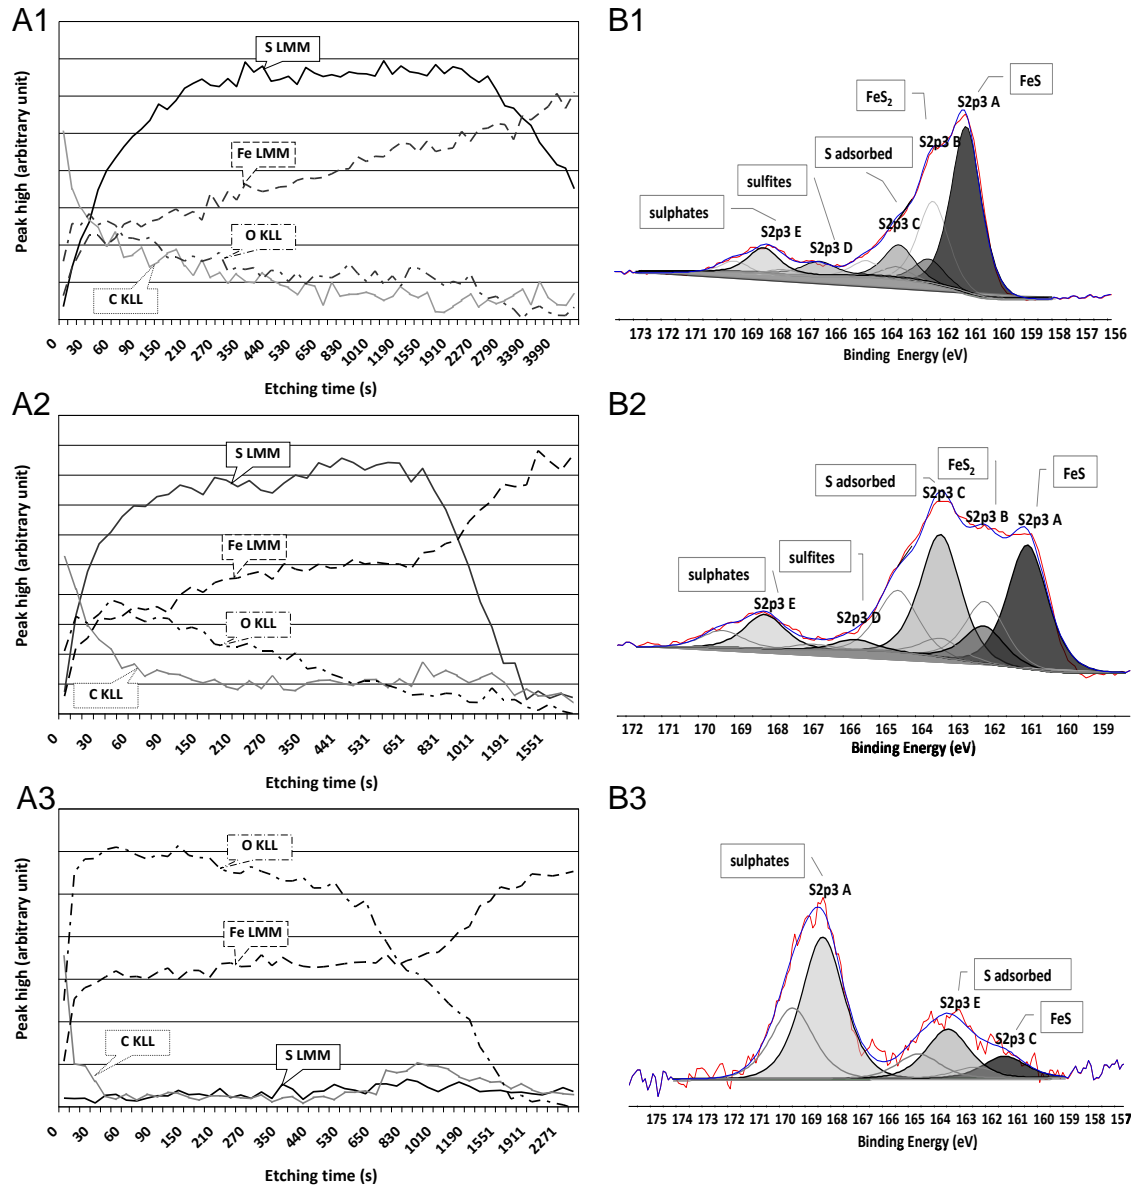 A1
Peak high (arbitrary unit)
S LMM
Fe LMM
O KLL
C KLL
0 30 60 90 150 210 270 350 440 530 650 830 1010 1190 1550 1910 2270 2790 3390 3990
Etching time (s)
B1
FeS
FeS2
S adsorbed
sulfites
sulphates
S2p3 A
S2p3 B
S2p3 C
S2p3 D
S2p3 E
173 172 171 170 169 168 167 166 165 164 163 162 161 160 159 158 157 156
Binding Energy (eV)
A2
Peak high (arbitrary unit)
S LMM
Fe LMM
O KLL
C KLL
0 30 60 90 150 210 270 350 441 531 651 831 1011 1191 1551
Etching time (s)
B2
FeS2
FeS
S adsorbed
sulfites
sulphates
S2p3 C
S2p3 B
S2p3 A
S2p3 E
S2p3 D
172 171 170 169 168 167 166 165 164 163 162 161 160 159
Binding Energy (eV)
A3
Peak high (arbitrary unit)
O KLL
Fe LMM
C KLL
S LMM
0 30 60 90 150 210 270 350 440 530 650 830 1010 1190 1551 1911 2271
Etching time (s)
B3
sulphates
S2p3 A
S adsorbed
S2p3 E
FeS
S2p3 C
175 174 173 172 171 170 169 168 167 166 165 164 163 162 161 160 159 158 157
Binding Energy (eV)